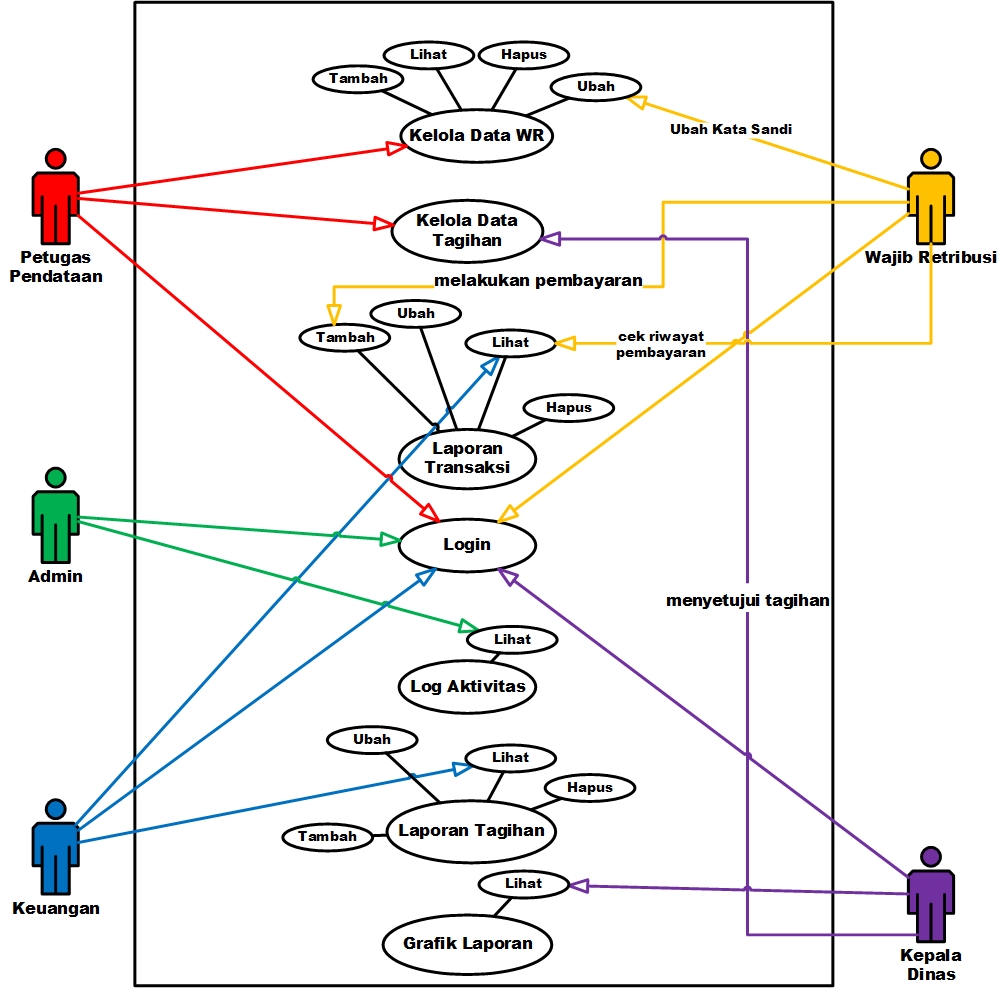 Lihat
Hapus
Tambah
Ubah
Kelola Data WR
Ubah Kata Sandi
Petugas
Pendataan
Kelola Data
Tagihan
Wajib Retribusi
melakukan pembayaran
Ubah
Tambah
Lihat
cek riwayat
pembayaran
Hapus
Laporan
Transaksi
Login
Admin
menyetujui tagihan
Lihat
Log Aktivitas
Ubah
Lihat
Hapus
Tambah
Laporan Tagihan
Keuangan
Lihat
Grafik Laporan
Kepala
Dinas